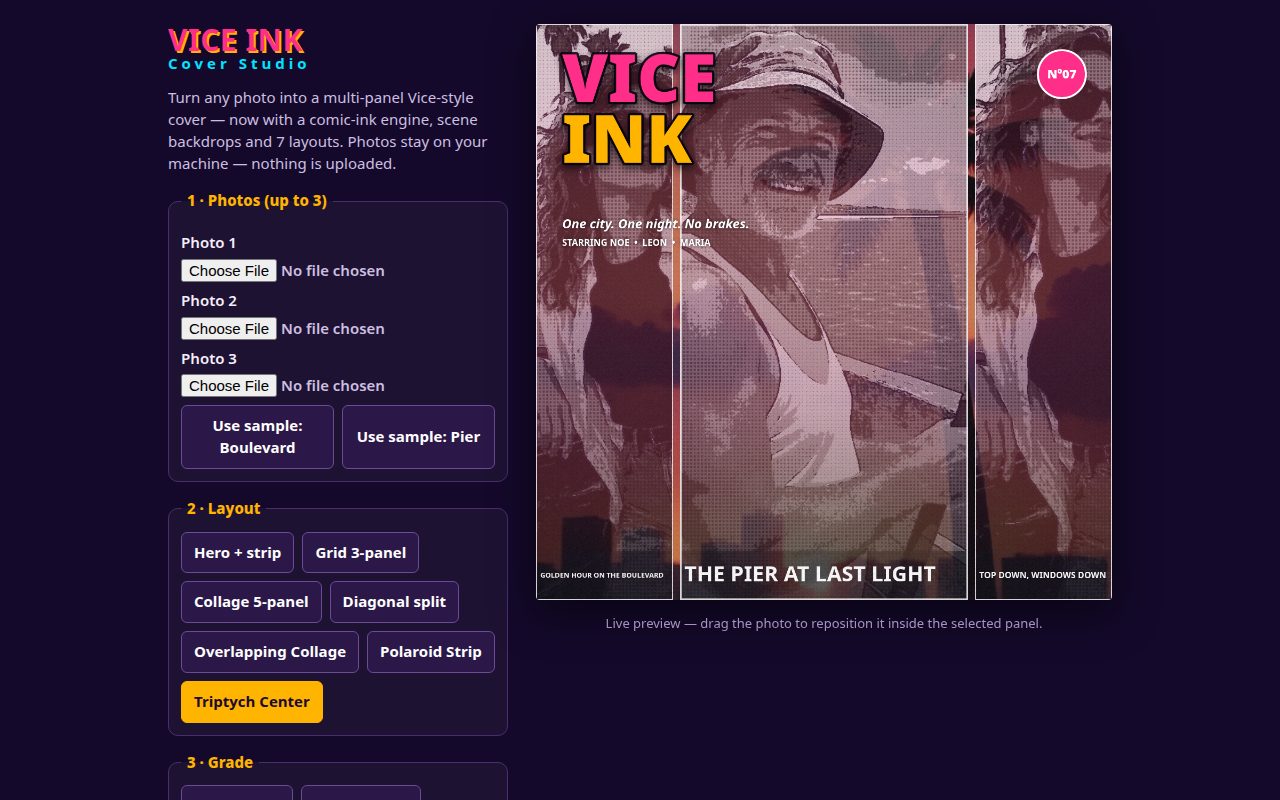 VICE INK
Cover Studio
Turn any photo into a multi-panel Vice-style
cover — now with a comic-ink engine, scene
backdrops and 7 layouts. Photos stay on your
machine — nothing is uploaded.
1 · Photos (up to 3)
Photo 1
Choose File No file chosen
Photo 2
Choose File No file chosen
Photo 3
Choose File No file chosen
Use sample:
Boulevard
Use sample: Pier
2 · Layout
Hero + strip
Grid 3-panel
Collage 5-panel
Diagonal split
Overlapping Collage
Polaroid Strip
Triptych Center
3 · Grade
VICE
INK
Nº07
One city. One night. No brakes.
STARRING NOE • LEON • MARIA
GOLDEN HOUR ON THE BOULEVARD
THE PIER AT LAST LIGHT
TOP DOWN, WINDOWS DOWN
Live preview — drag the photo to reposition it inside the selected panel.